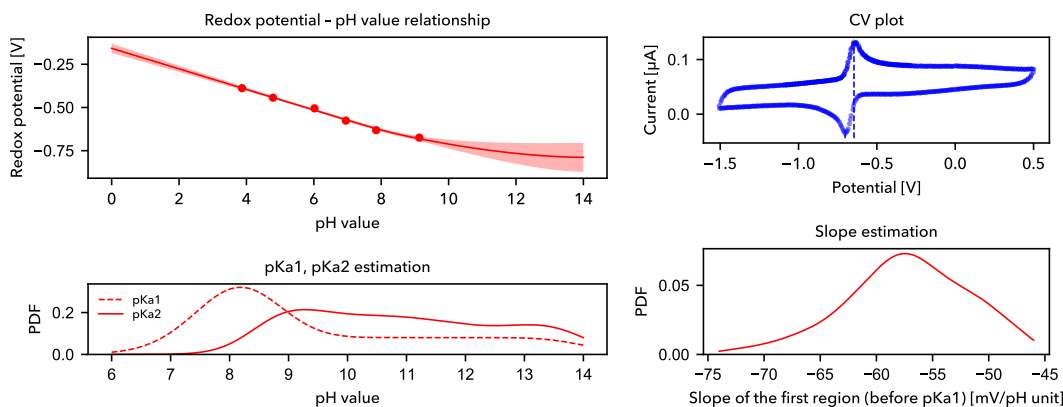 Redox potential – pH value relationship
Redox potential [V]
−0.25
−0.50
−0.75
0 2 4 6 8 10 12 14
pH value
CV plot
Current [µA]
0.1
0.0
−1.5 −1.0 −0.5 0.0 0.5
Potential [V]
pKa1, pKa2 estimation
PDF
0.2
0.0
pKa1
pKa2
6 7 8 9 10 11 12 13 14
pH value
Slope estimation
PDF
0.05
0.00
−75 −70 −65 −60 −55 −50 −45
Slope of the first region (before pKa1) [mV/pH unit]